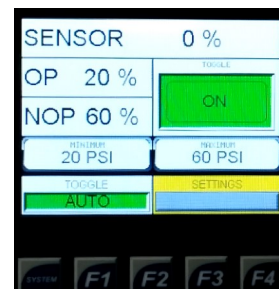 SENSOR 0 %
OP 20 %
TOGGLE
ON
NOP 60 %
MINIMUM
20 PSI
MAXIMUM
60 PSI
TOGGLE
AUTO
SETTINGS
SYSTEM F1 F2 F3 F4